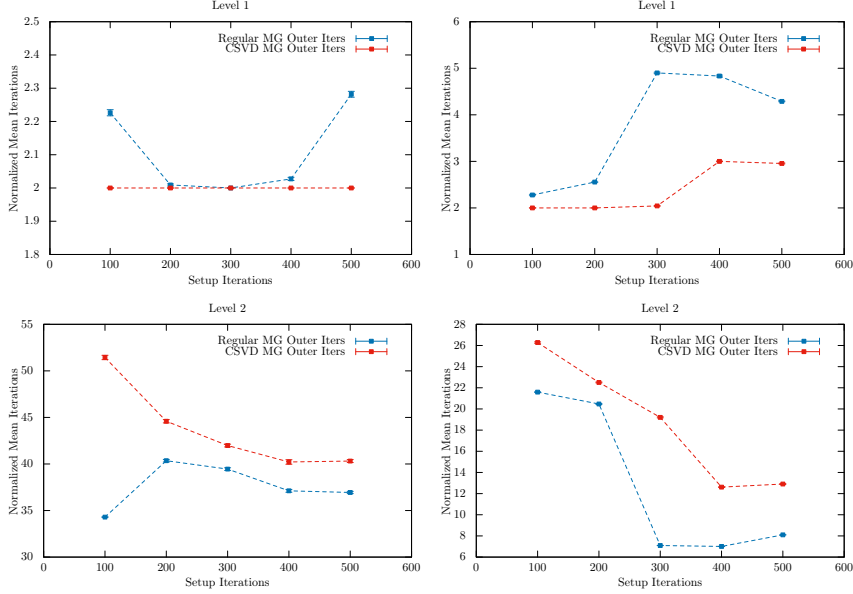 Level 1
2.5
2.4
2.3
2.2
2.1
2
1.9
1.8
Normalized Mean Iterations
Regular MG Outer Iters
CSVD MG Outer Iters
0 100 200 300 400 500 600
Setup Iterations
Level 1
6
5
4
3
2
1
Normalized Mean Iterations
Regular MG Outer Iters
CSVD MG Outer Iters
0 100 200 300 400 500 600
Setup Iterations
Level 2
55
50
45
40
35
30
Normalized Mean Iterations
Regular MG Outer Iters
CSVD MG Outer Iters
0 100 200 300 400 500 600
Setup Iterations
Level 2
28
26
24
22
20
18
16
14
12
10
8
6
Normalized Mean Iterations
Regular MG Outer Iters
CSVD MG Outer Iters
0 100 200 300 400 500 600
Setup Iterations